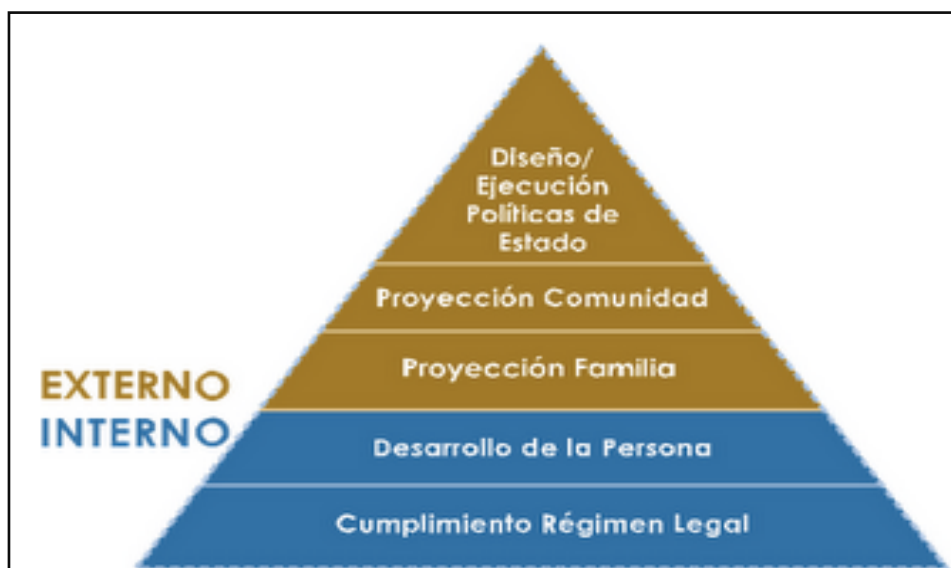 Diseño/
Ejecución
Políticas de
Estado
Proyección Comunidad
Proyección Familia
EXTERNO
INTERNO
Desarrollo de la Persona
Cumplimiento Régimen Legal